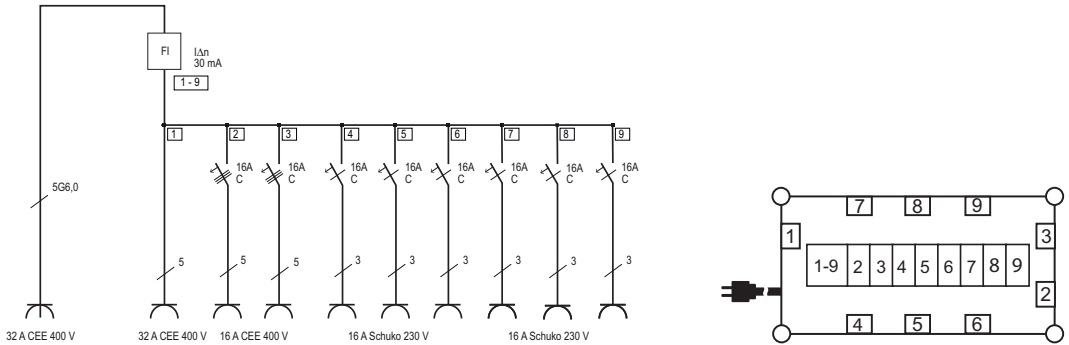 FI
IΔn
30 mA
1 - 9
1 2 3 4 5 6 7 8 9
16A 16A 16A 16A 16A 16A 16A 16A
C C C C C C C C
5G6,0
5 5 5 3 3 3 3 3 3
32 A CEE 400 V 32 A CEE 400 V 16 A CEE 400 V 16 A Schuko 230 V 16 A Schuko 230 V
7 8 9
1 3
1-9 2 3 4 5 6 7 8 9
2
4 5 6